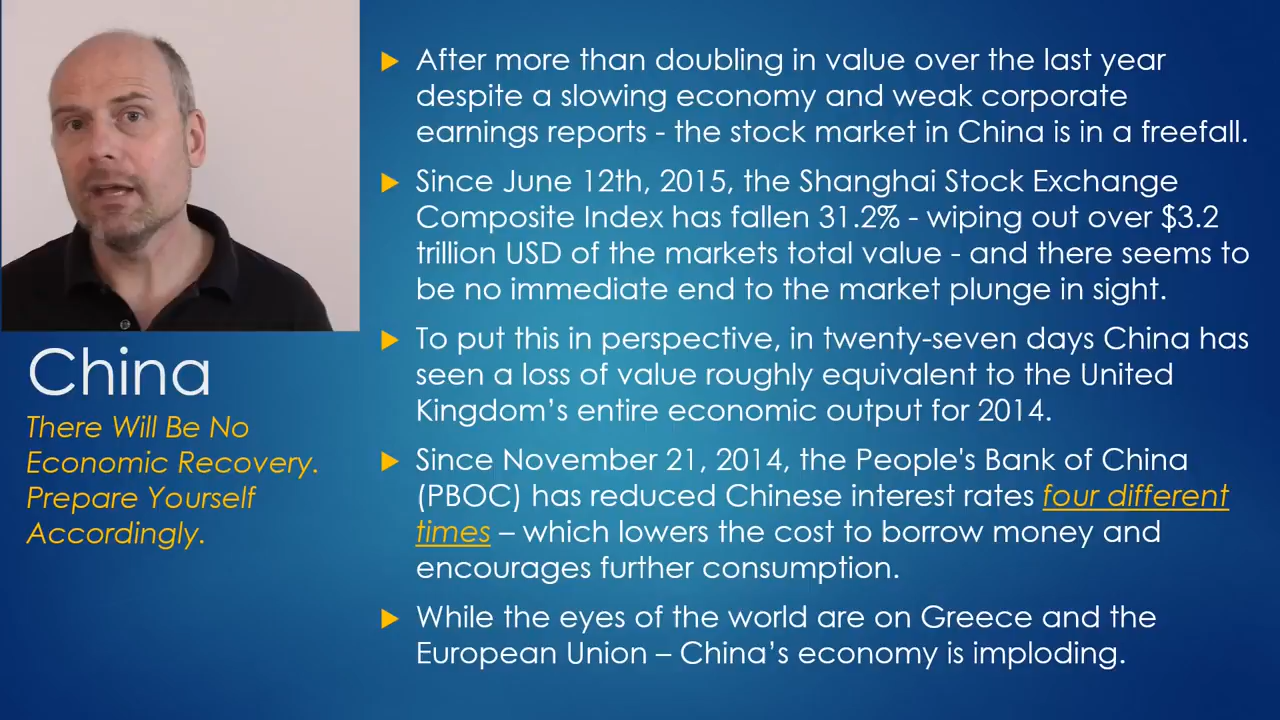 After more than doubling in value over the last year
despite a slowing economy and weak corporate
earnings reports - the stock market in China is in a freefall.
Since June 12th, 2015, the Shanghai Stock Exchange
Composite Index has fallen 31.2% - wiping out over $3.2
trillion USD of the markets total value - and there seems to
be no immediate end to the market plunge in sight.
To put this in perspective, in twenty-seven days China has
seen a loss of value roughly equivalent to the United
Kingdom’s entire economic output for 2014.
Since November 21, 2014, the People's Bank of China
(PBOC) has reduced Chinese interest rates four different
times – which lowers the cost to borrow money and
encourages further consumption.
While the eyes of the world are on Greece and the
European Union – China’s economy is imploding.
China
There Will Be No
Economic Recovery.
Prepare Yourself
Accordingly.